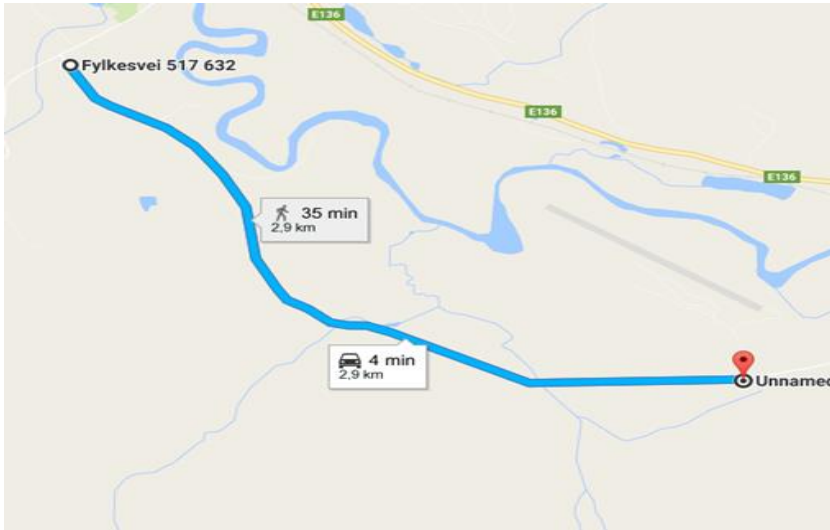 E136
Fylkesvei 517 632
E136
E136
35 min
2,9 km
4 min
2,9 km
Unnamed